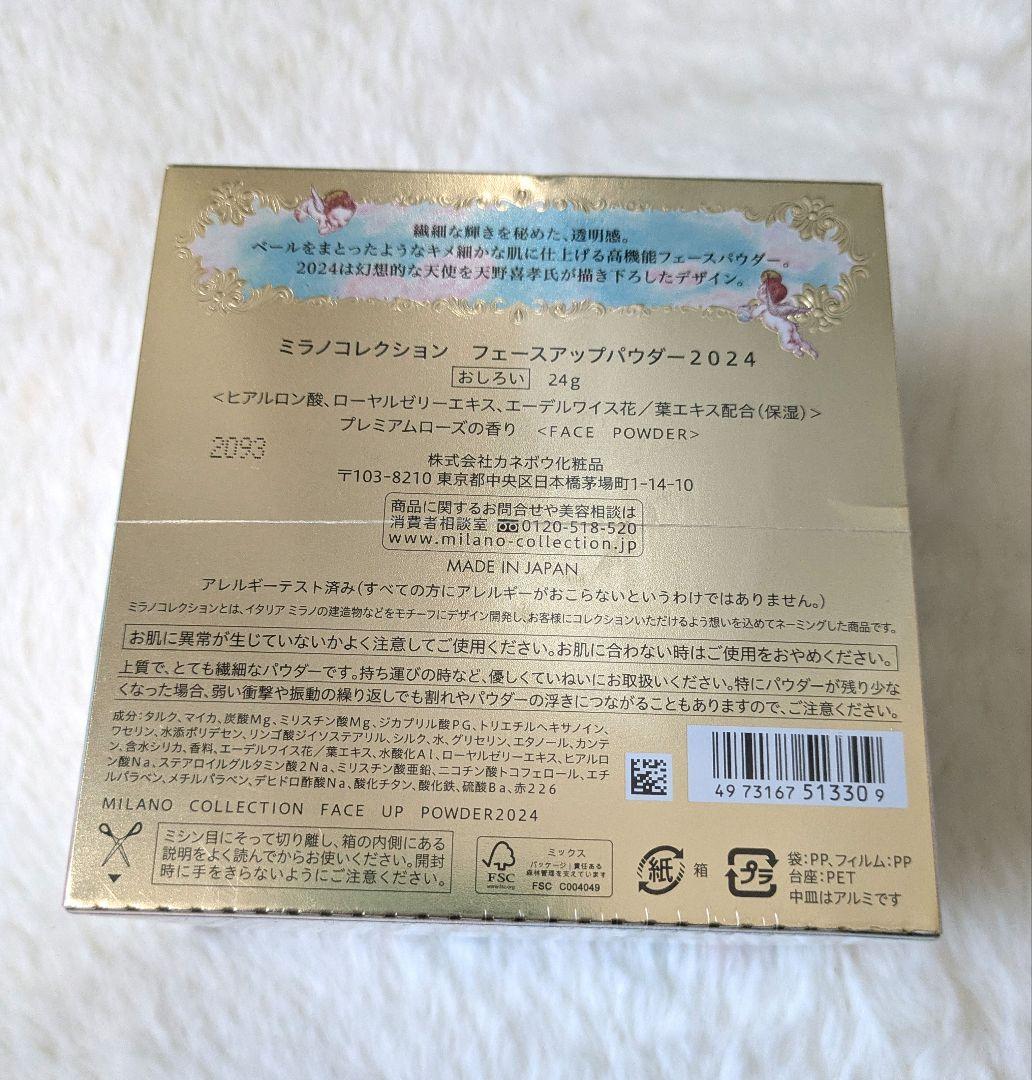 繊細な輝きを秘めた、透明感。
ベールをまとったようなキメ細かな肌に仕上げる高機能フェースパウダー。
2024は幻想的な天使を天野喜孝氏が描き下ろしたデザイン。
ミラノコレクション　フェースアップパウダー２０２４
おしろい　24g
＜ヒアルロン酸、ローヤルゼリーエキス、エーデルワイス花／葉エキス配合（保湿）＞
プレミアムローズの香り　＜FACE　POWDER＞
2093
株式会社カネボウ化粧品
〒103-8210 東京都中央区日本橋茅場町1-14-10
商品に関するお問合せや美容相談は
消費者相談室 0120-518-520
www.milano-collection.jp
MADE IN JAPAN
アレルギーテスト済み（すべての方にアレルギーがおこらないというわけではありません。）
ミラノコレクションとは、イタリア ミラノの建造物などをモチーフにデザイン開発し、お客様にコレクションいただけるよう想いを込めてネーミングした商品です。
お肌に異常が生じていないかよく注意してご使用ください。お肌に合わない時はご使用をおやめください。
上質で、とても繊細なパウダーです。持ち運びの時など、優しくていねいにお取扱いください。特にパウダーが残り少な
くなった場合、弱い衝撃や振動の繰り返しでも割れやパウダーの浮きにつながることもありますので、ご注意ください。
成分：タルク、マイカ、炭酸Mg、ミリスチン酸Mg、ジカプリル酸PG、トリエチルヘキサノイン、
ワセリン、水添ポリデセン、リンゴ酸ジイソステアリル、シルク、水、グリセリン、エタノール、カンテ
ン、含水シリカ、香料、エーデルワイス花／葉エキス、水酸化Al、ローヤルゼリーエキス、ヒアルロ
ン酸Na、ステアロイルグルタミン酸2Na、ミリスチン酸亜鉛、ニコチン酸トコフェロール、エチ
ルパラベン、メチルパラベン、デヒドロ酢酸Na、酸化チタン、酸化鉄、硫酸Ba、赤226
4973167513309
MILANO　COLLECTION　FACE　UP　POWDER2024
ミシン目にそって切り離し、箱の内側にある
説明をよく読んでからお使いください。開封
時に手をきらないようにご注意ください。
FSC
www.fsc.org
ミックス
パッケージ｜責任ある
森林管理を支えています
FSC C004049
紙 箱
プラ
袋：PP、フィルム：PP
台座：PET
中皿はアルミです